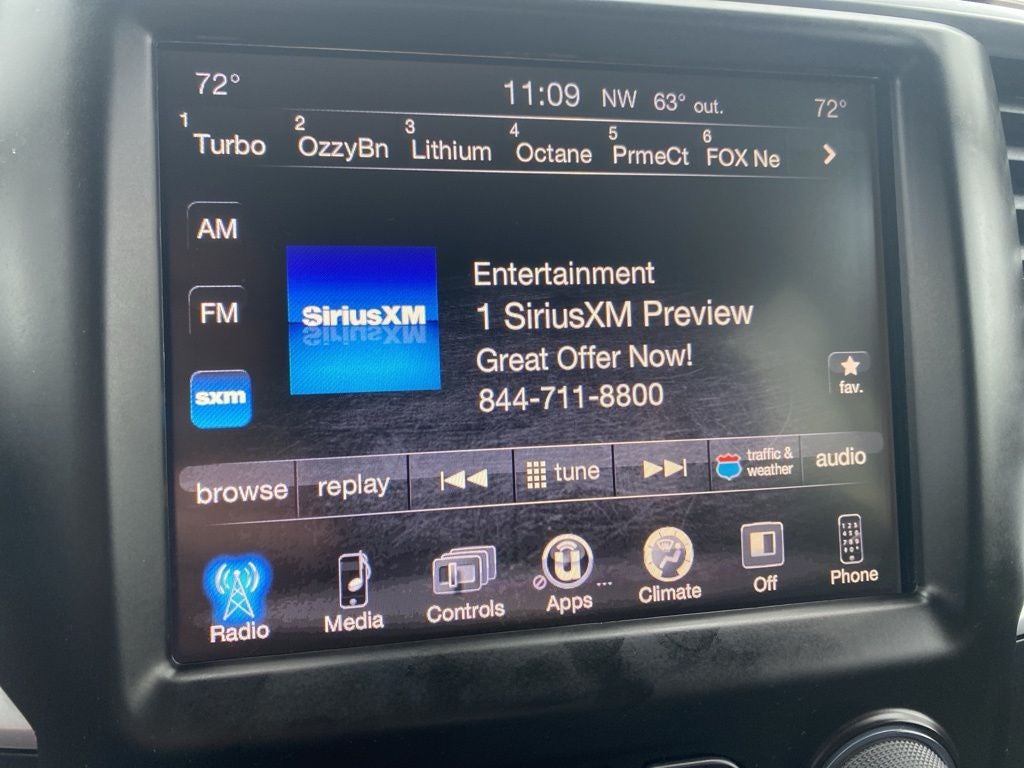 72° 11:09 NW 63° out. 72°
1 Turbo 2 OzzyBn 3 Lithium 4 Octane 5 PrmeCt 6 FOX Ne
AM
FM
sxm
SiriusXM
Entertainment
1 SiriusXM Preview
Great Offer Now!
844-711-8800
fav.
browse replay tune traffic & weather audio
Radio Media Controls Apps ... Climate Off Phone